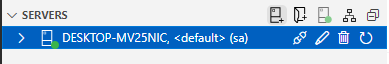 SERVERS
DESKTOP-MV25NIC, <default> (sa)